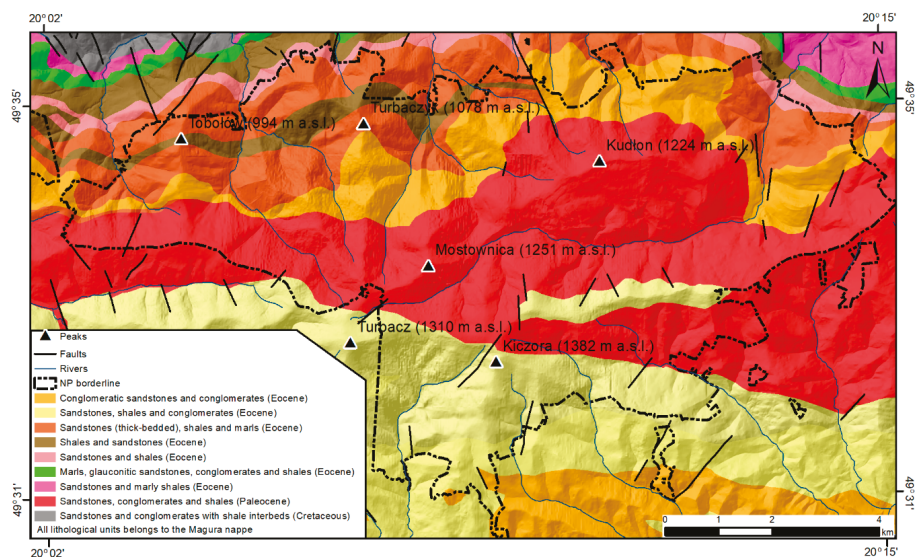 20° 02'
20° 15'
N
49° 35'
49° 35'
Turbaczyk (1078 m a.s.l.)
Tobołów (994 m a.s.l.)
Kudłon (1224 m a.s.l.)
Mostownica (1251 m a.s.l.)
Turbacz (1310 m a.s.l.)
Kiczora (1382 m a.s.l.)
Peaks
Faults
Rivers
NP borderline
Conglomeratic sandstones and conglomerates (Eocene)
Sandstones, shales and conglomerates (Eocene)
Sandstones (thick-bedded), shales and marls (Eocene)
Shales and sandstones (Eocene)
Sandstones and shales (Eocene)
Marls, glauconitic sandstones, conglomerates and shales (Eocene)
Sandstones and marly shales (Eocene)
Sandstones, conglomerates and shales (Paleocene)
Sandstones and conglomerates with shale interbeds (Cretaceous)
All lithological units belongs to the Magura nappe
49° 31'
49° 31'
0 1 2 4
km
20° 02'
20° 15'